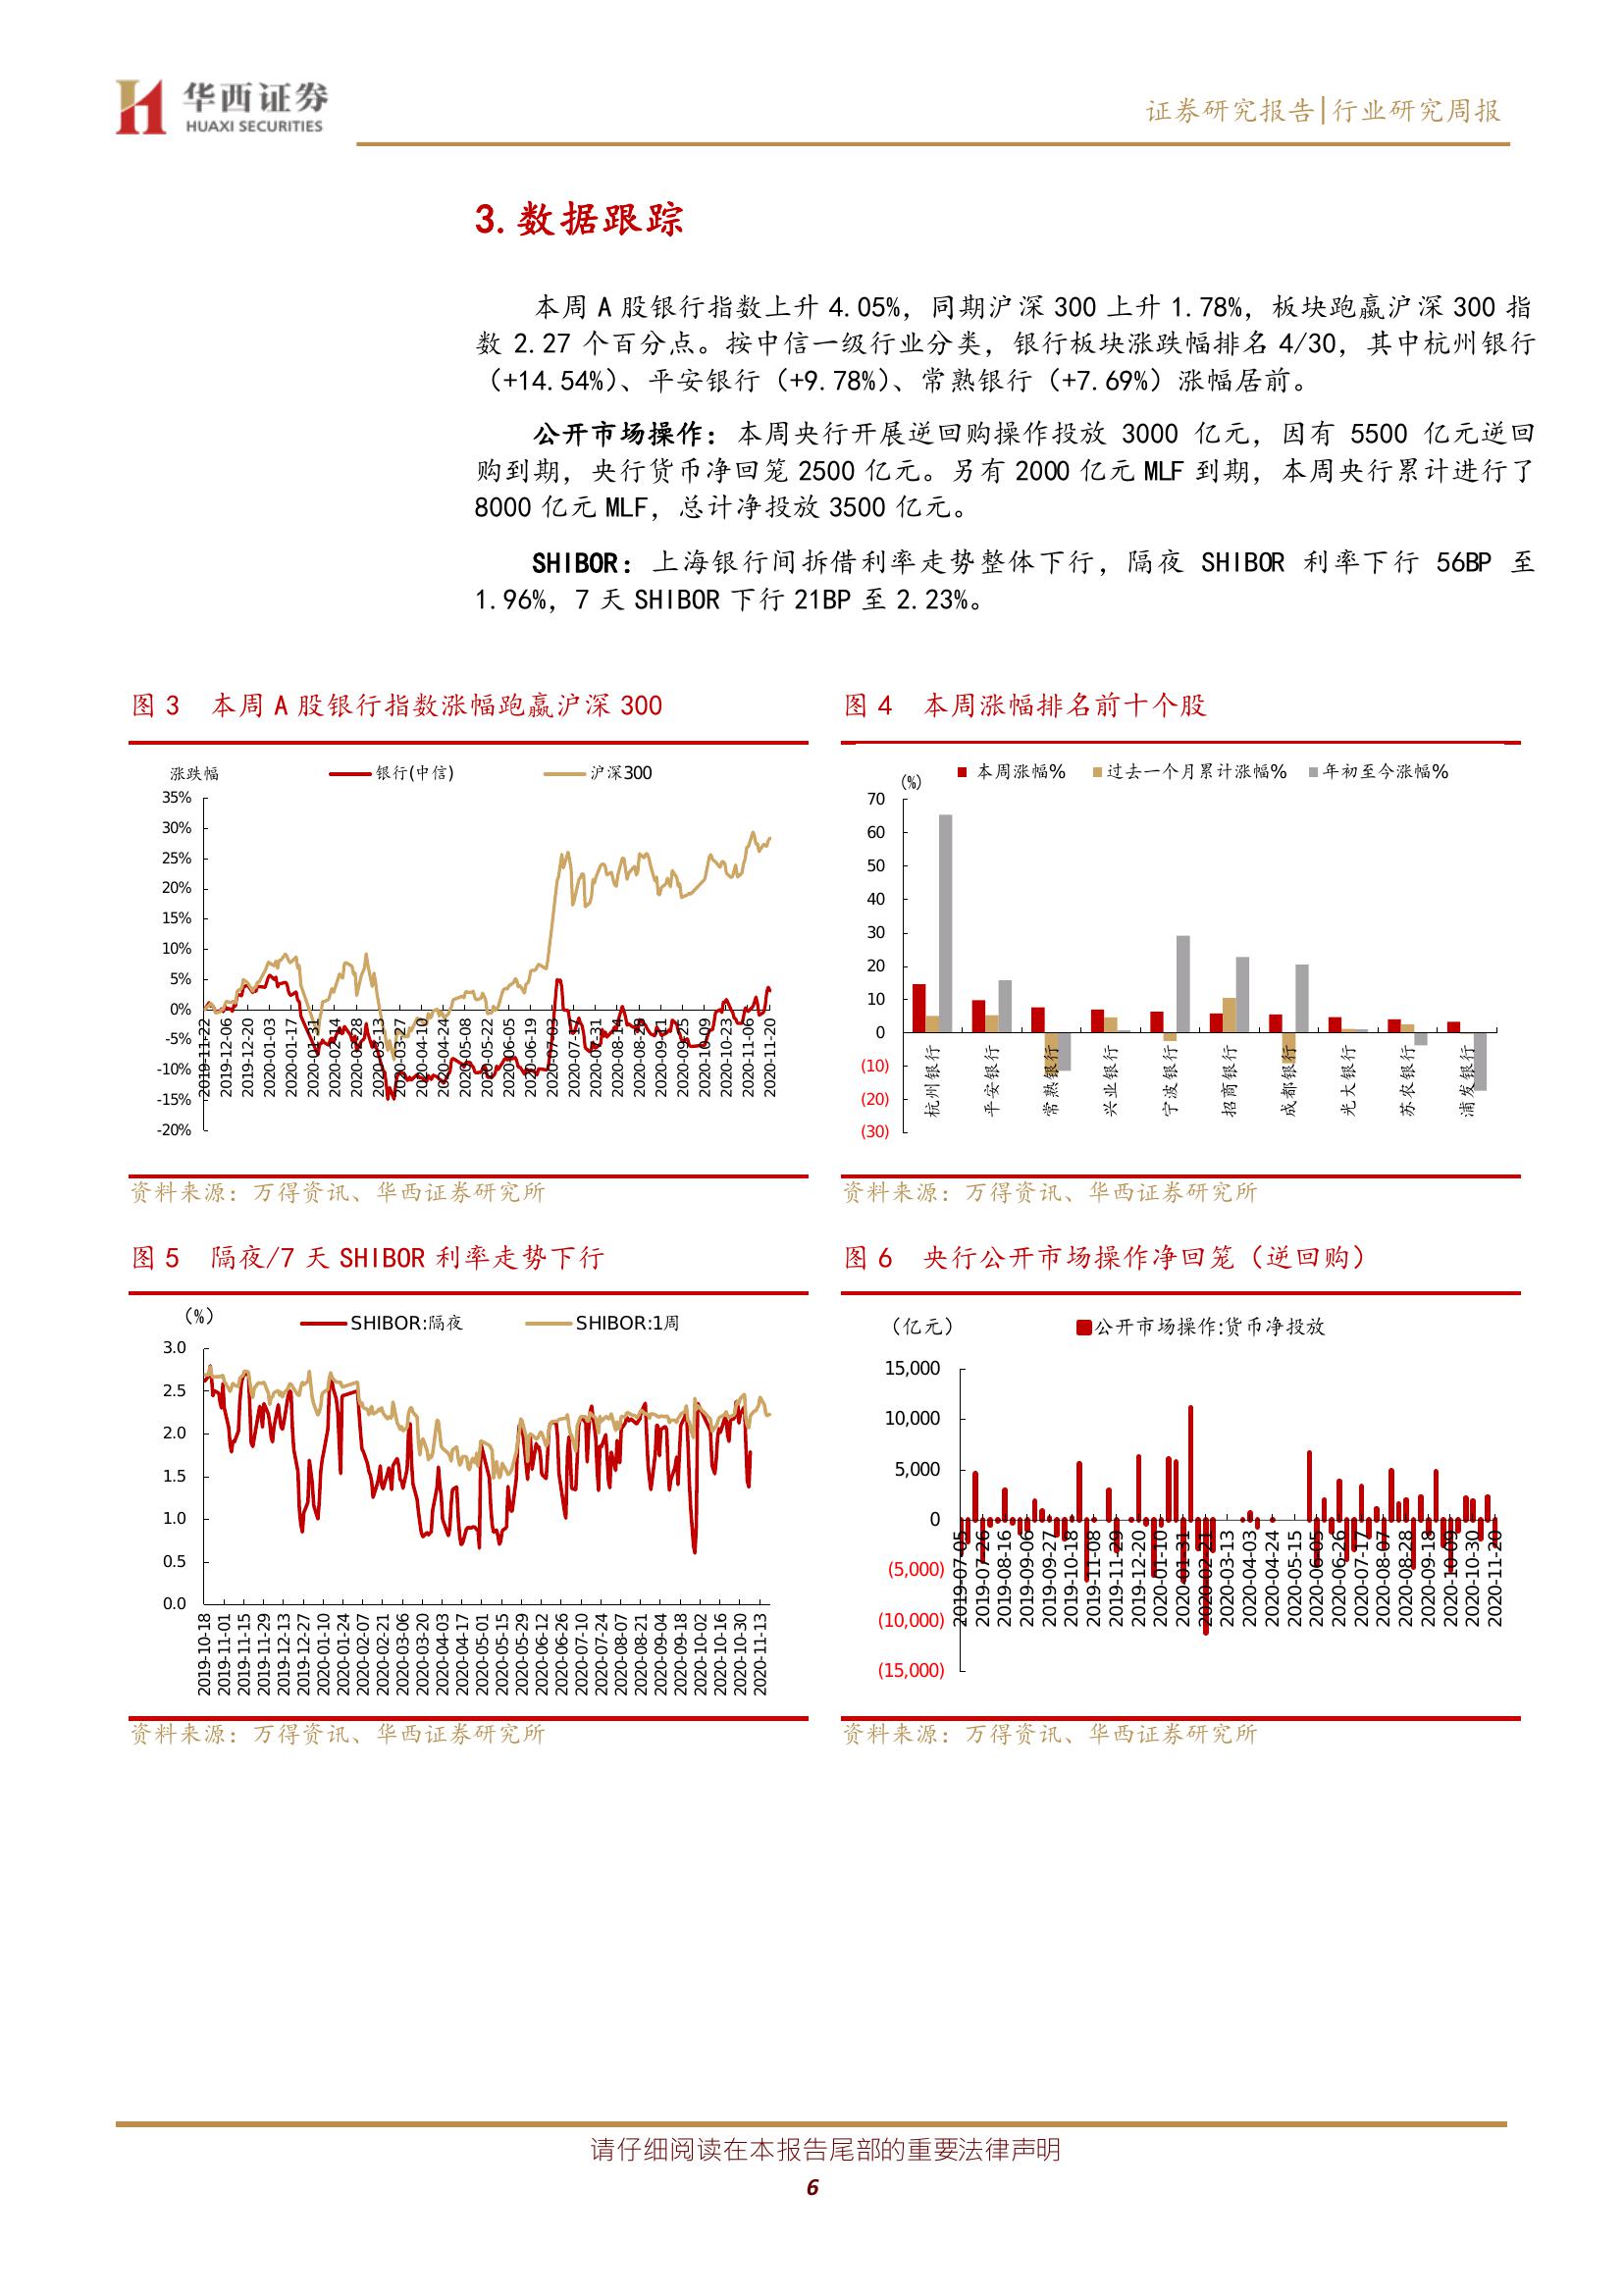 华西证券
HUAXI SECURITIES
证券研究报告|行业研究周报
3.数据跟踪
本周 A 股银行指数上升 4.05%，同期沪深 300 上升 1.78%，板块跑赢沪深 300 指
数 2.27 个百分点。按中信一级行业分类，银行板块涨跌幅排名 4/30，其中杭州银行
（+14.54%）、平安银行（+9.78%）、常熟银行（+7.69%）涨幅居前。
公开市场操作：本周央行开展逆回购操作投放 3000 亿元，因有 5500 亿元逆回
购到期，央行货币净回笼 2500 亿元。另有 2000 亿元 MLF 到期，本周央行累计进行了
8000 亿元 MLF，总计净投放 3500 亿元。
SHIBOR：上海银行间拆借利率走势整体下行，隔夜 SHIBOR 利率下行 56BP 至
1.96%，7 天 SHIBOR 下行 21BP 至 2.23%。
图 3 本周 A 股银行指数涨幅跑赢沪深 300
涨跌幅
银行(中信)
沪深300
35%
30%
25%
20%
15%
10%
5%
0%
-5%
-10%
-15%
-20%
2019-11-22
2019-12-06
2019-12-20
2020-01-03
2020-01-17
2020-01-31
2020-02-14
2020-02-28
2020-03-13
2020-03-27
2020-04-10
2020-04-24
2020-05-08
2020-05-22
2020-06-05
2020-06-19
2020-07-03
2020-07-17
2020-07-31
2020-08-14
2020-08-28
2020-09-11
2020-09-25
2020-10-09
2020-10-23
2020-11-06
2020-11-20
资料来源：万得资讯、华西证券研究所
图 4 本周涨幅排名前十个股
(%)
本周涨幅%
过去一个月累计涨幅%
年初至今涨幅%
70
60
50
40
30
20
10
0
(10)
(20)
(30)
杭州银行
平安银行
常熟银行
兴业银行
宁波银行
招商银行
成都银行
光大银行
苏农银行
浦发银行
资料来源：万得资讯、华西证券研究所
图 5 隔夜/7 天 SHIBOR 利率走势下行
（%）
SHIBOR:隔夜
SHIBOR:1周
3.0
2.5
2.0
1.5
1.0
0.5
0.0
2019-10-18
2019-11-01
2019-11-15
2019-11-29
2019-12-13
2019-12-27
2020-01-10
2020-01-24
2020-02-07
2020-02-21
2020-03-06
2020-03-20
2020-04-03
2020-04-17
2020-05-01
2020-05-15
2020-05-29
2020-06-12
2020-06-26
2020-07-10
2020-07-24
2020-08-07
2020-08-21
2020-09-04
2020-09-18
2020-10-02
2020-10-16
2020-10-30
2020-11-13
资料来源：万得资讯、华西证券研究所
图 6 央行公开市场操作净回笼（逆回购）
（亿元）
公开市场操作:货币净投放
15,000
10,000
5,000
0
(5,000)
(10,000)
(15,000)
2019-07-05
2019-07-26
2019-08-16
2019-09-06
2019-09-27
2019-10-18
2019-11-08
2019-11-29
2019-12-20
2020-01-10
2020-01-31
2020-02-21
2020-03-13
2020-04-03
2020-04-24
2020-05-15
2020-06-05
2020-06-26
2020-07-17
2020-08-07
2020-08-28
2020-09-18
2020-10-09
2020-10-30
2020-11-20
资料来源：万得资讯、华西证券研究所
请仔细阅读在本报告尾部的重要法律声明
6